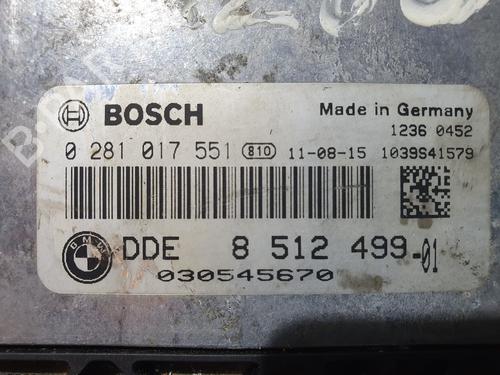 BOSCH
Made in Germany
1236 0452
0 281 017 551 810 11-08-15 1039S41579
BMW DDE 8 512 499-01
030545670